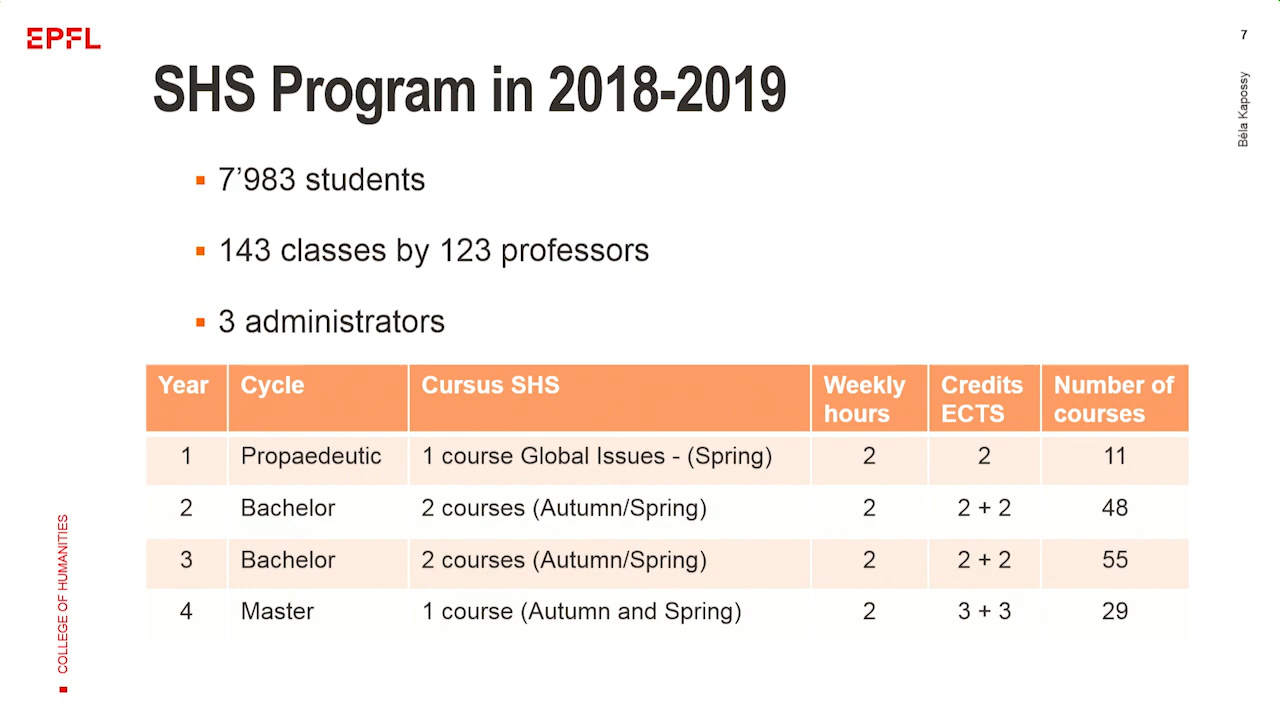 EPFL
7
SHS Program in 2018-2019
Béla Kapossy
7’983 students
143 classes by 123 professors
3 administrators
Year Cycle Cursus SHS Weekly hours Credits ECTS Number of courses
1 Propaedeutic 1 course Global Issues - (Spring) 2 2 11
2 Bachelor 2 courses (Autumn/Spring) 2 2 + 2 48
3 Bachelor 2 courses (Autumn/Spring) 2 2 + 2 55
4 Master 1 course (Autumn and Spring) 2 3 + 3 29
COLLEGE OF HUMANITIES